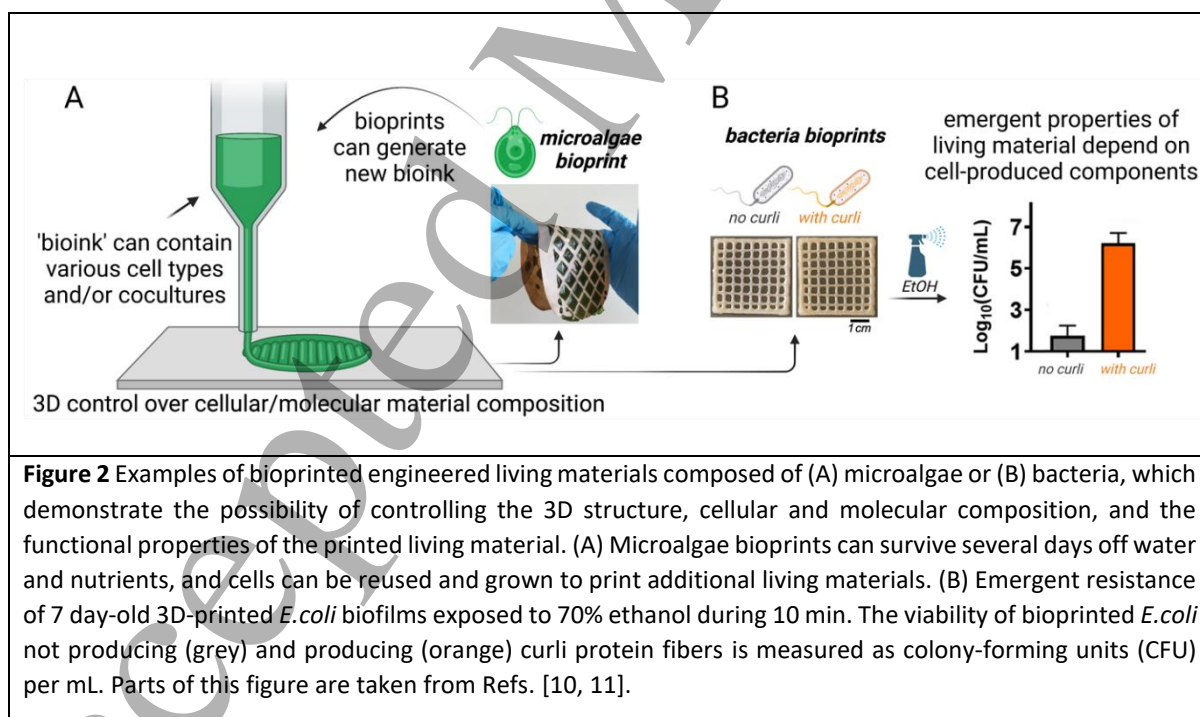 A
bioprints
can generate
new bioink
microalgae
bioprint
'bioink' can contain
various cell types
and/or cocultures
3D control over cellular/molecular material composition
B
bacteria bioprints
no curli
with curli
EtOH
1cm
emergent properties of
living material depend on
cell-produced components
Log10(CFU/mL)
7
5
3
1
no curli
with curli
Figure 2 Examples of bioprinted engineered living materials composed of (A) microalgae or (B) bacteria, which
demonstrate the possibility of controlling the 3D structure, cellular and molecular composition, and the
functional properties of the printed living material. (A) Microalgae bioprints can survive several days off water
and nutrients, and cells can be reused and grown to print additional living materials. (B) Emergent resistance
of 7 day-old 3D-printed E.coli biofilms exposed to 70% ethanol during 10 min. The viability of bioprinted E.coli
not producing (grey) and producing (orange) curli protein fibers is measured as colony-forming units (CFU)
per mL. Parts of this figure are taken from Refs. [10, 11].